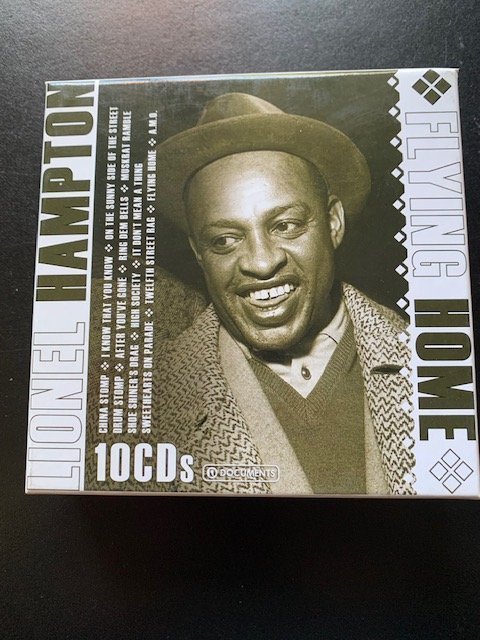 LIONEL HAMPTON
CHINA STOMP ❖ I KNOW THAT YOU KNOW ❖ ON THE SUNNY SIDE OF THE STREET
DRUM STOMP ❖ AFTER YOU'VE GONE ❖ RING DEM BELLS ❖ MUSKRAT RAMBLE
SHOE SHINER'S DRAG ❖ HIGH SOCIETY ❖ IT DON'T MEAN A THING
SWEETHEARTS ON PARADE ❖ TWELFTH STREET RAG ❖ FLYING HOME ❖ A.M.O.
10CDs
DOCUMENTS
FLYING HOME